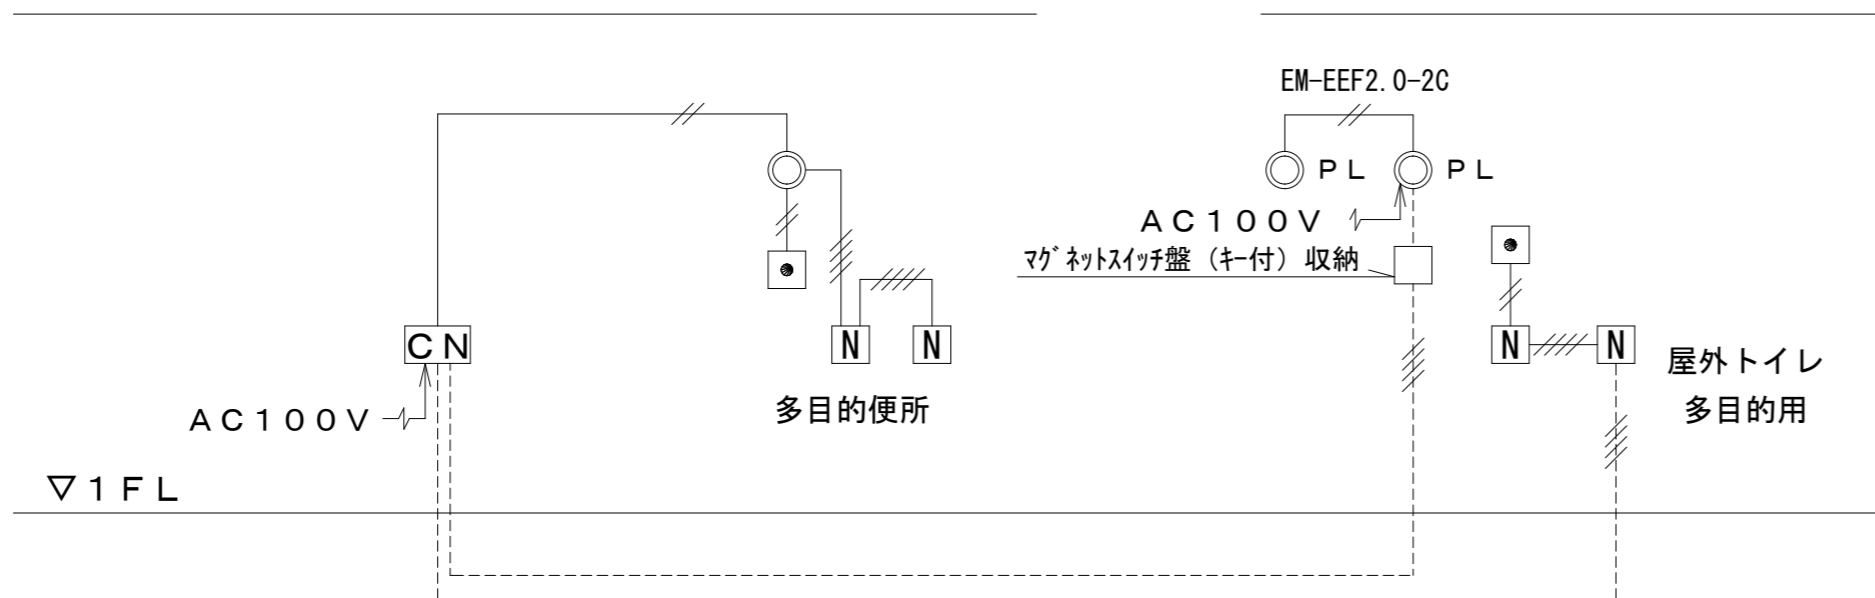 EM-EEF2.0-2C
ＰＬ
ＰＬ
ＡＣ１００Ｖ
ﾏｸﾞﾈｯﾄｽｲｯﾁ盤（ｷｰ付）収納
ＣＮ
N
N
N
N
屋外トイレ
多目的用
多目的便所
ＡＣ１００Ｖ
▽１ＦＬ